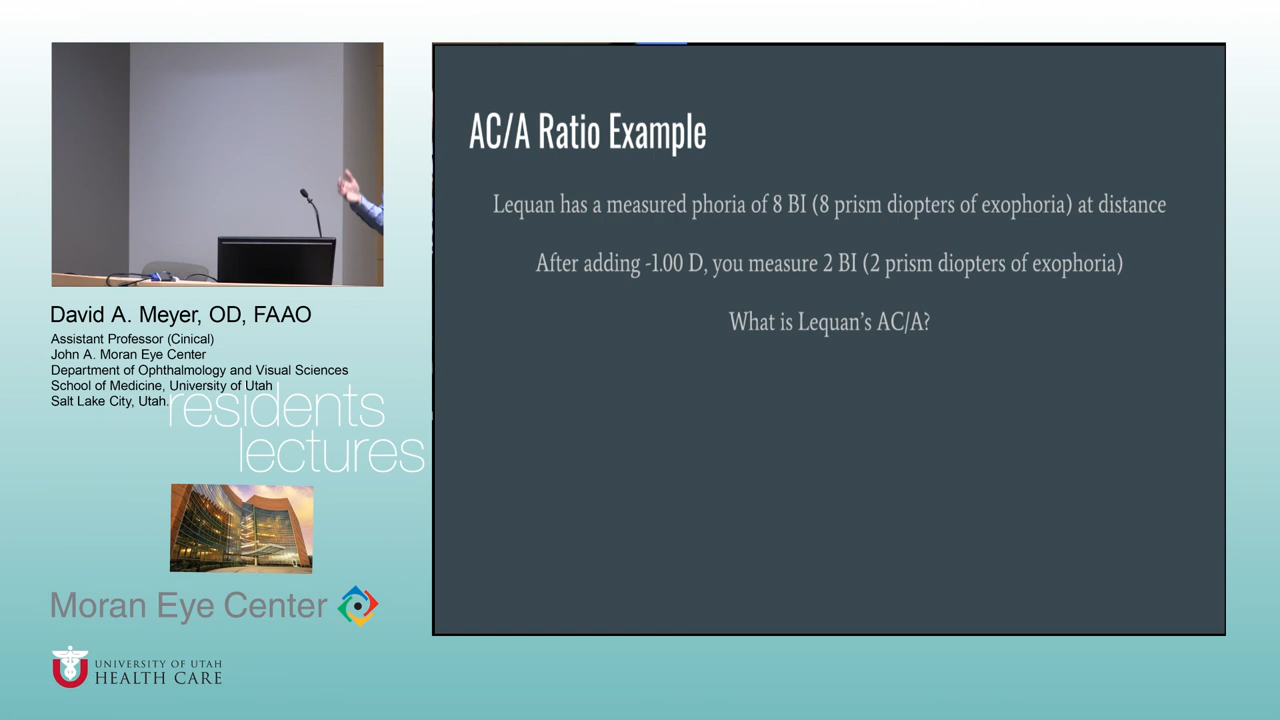 AC/A Ratio Example
Lequan has a measured phoria of 8 BI (8 prism diopters of exophoria) at distance
After adding -1.00 D, you measure 2 BI (2 prism diopters of exophoria)
What is Lequan's AC/A?
David A. Meyer, OD, FAAO
Assistant Professor (Cinical)
John A. Moran Eye Center
Department of Ophthalmology and Visual Sciences
School of Medicine, University of Utah
Salt Lake City, Utah.
residents
lectures
Moran Eye Center
UNIVERSITY OF UTAH
HEALTH CARE